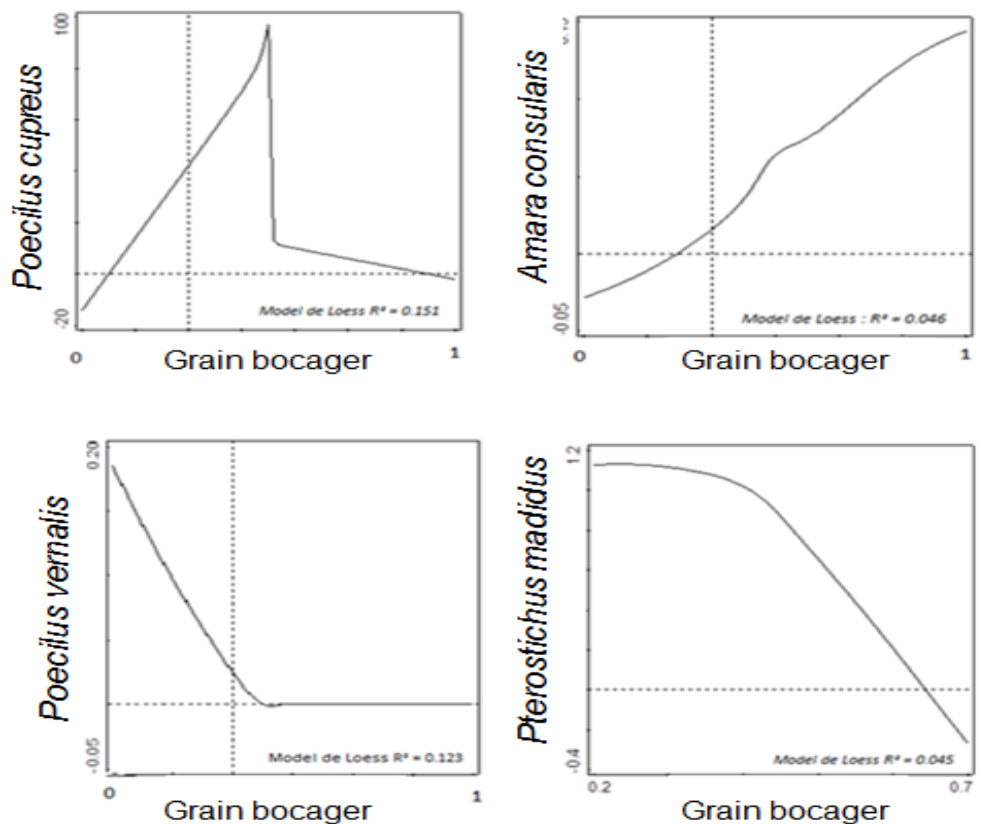 Poecilus cupreus
100
-20
Model de Loess R² = 0.151
0
1
Grain bocager
Amara consularis
-0.05
Model de Loess : R² = 0.046
0
1
Grain bocager
Poecilus vernalis
0.20
-0.05
Model de Loess R² = 0.123
0
1
Grain bocager
Pterostichus madidus
1.2
-0.4
Model de Loess R² = 0.045
0.2
0.7
Grain bocager